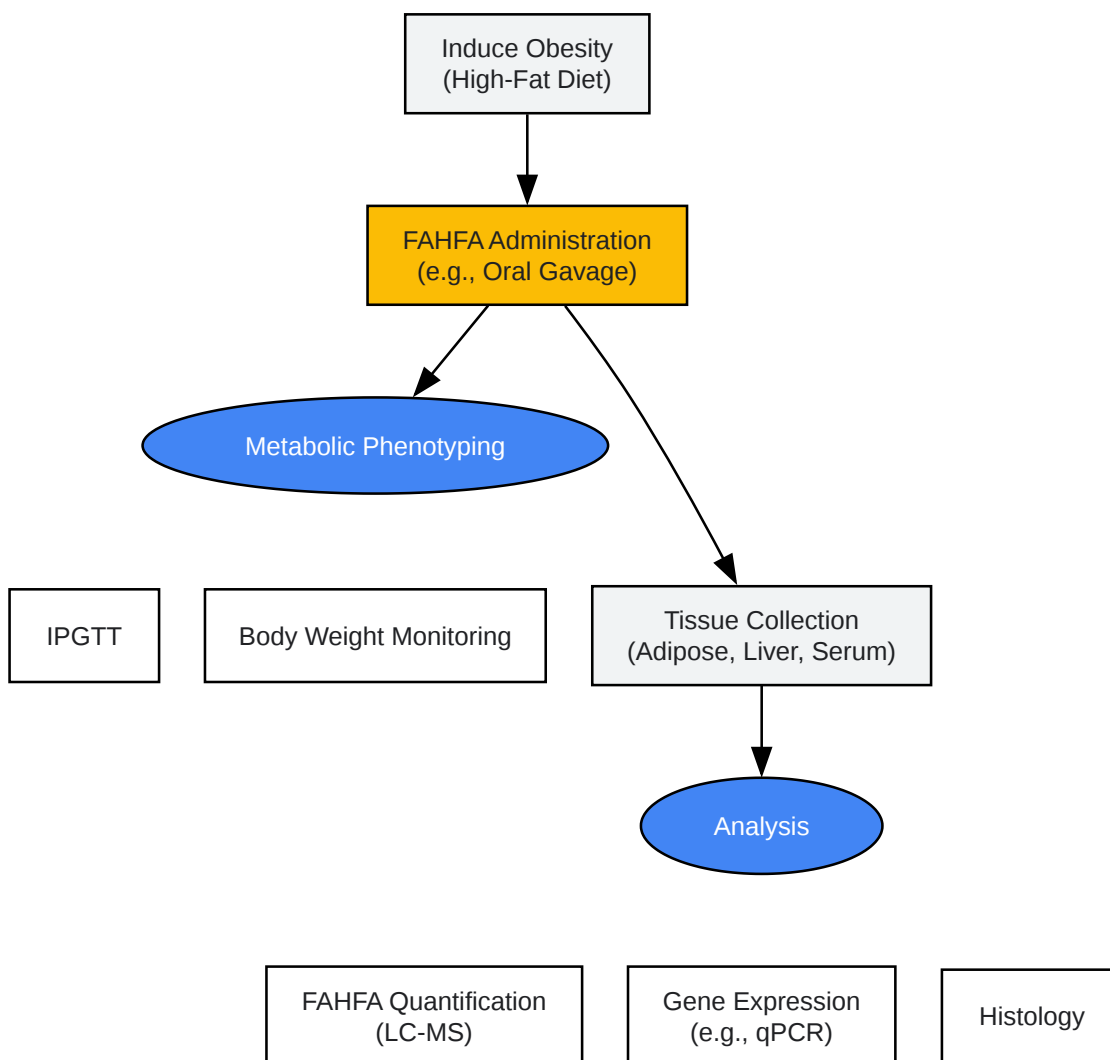 Induce Obesity
(High-Fat Diet)
FAHFA Administration
(e.g., Oral Gavage)
Metabolic Phenotyping
IPGTT
Body Weight Monitoring
Tissue Collection
(Adipose, Liver, Serum)
Analysis
FAHFA Quantification
(LC-MS)
Gene Expression
(e.g., qPCR)
Histology